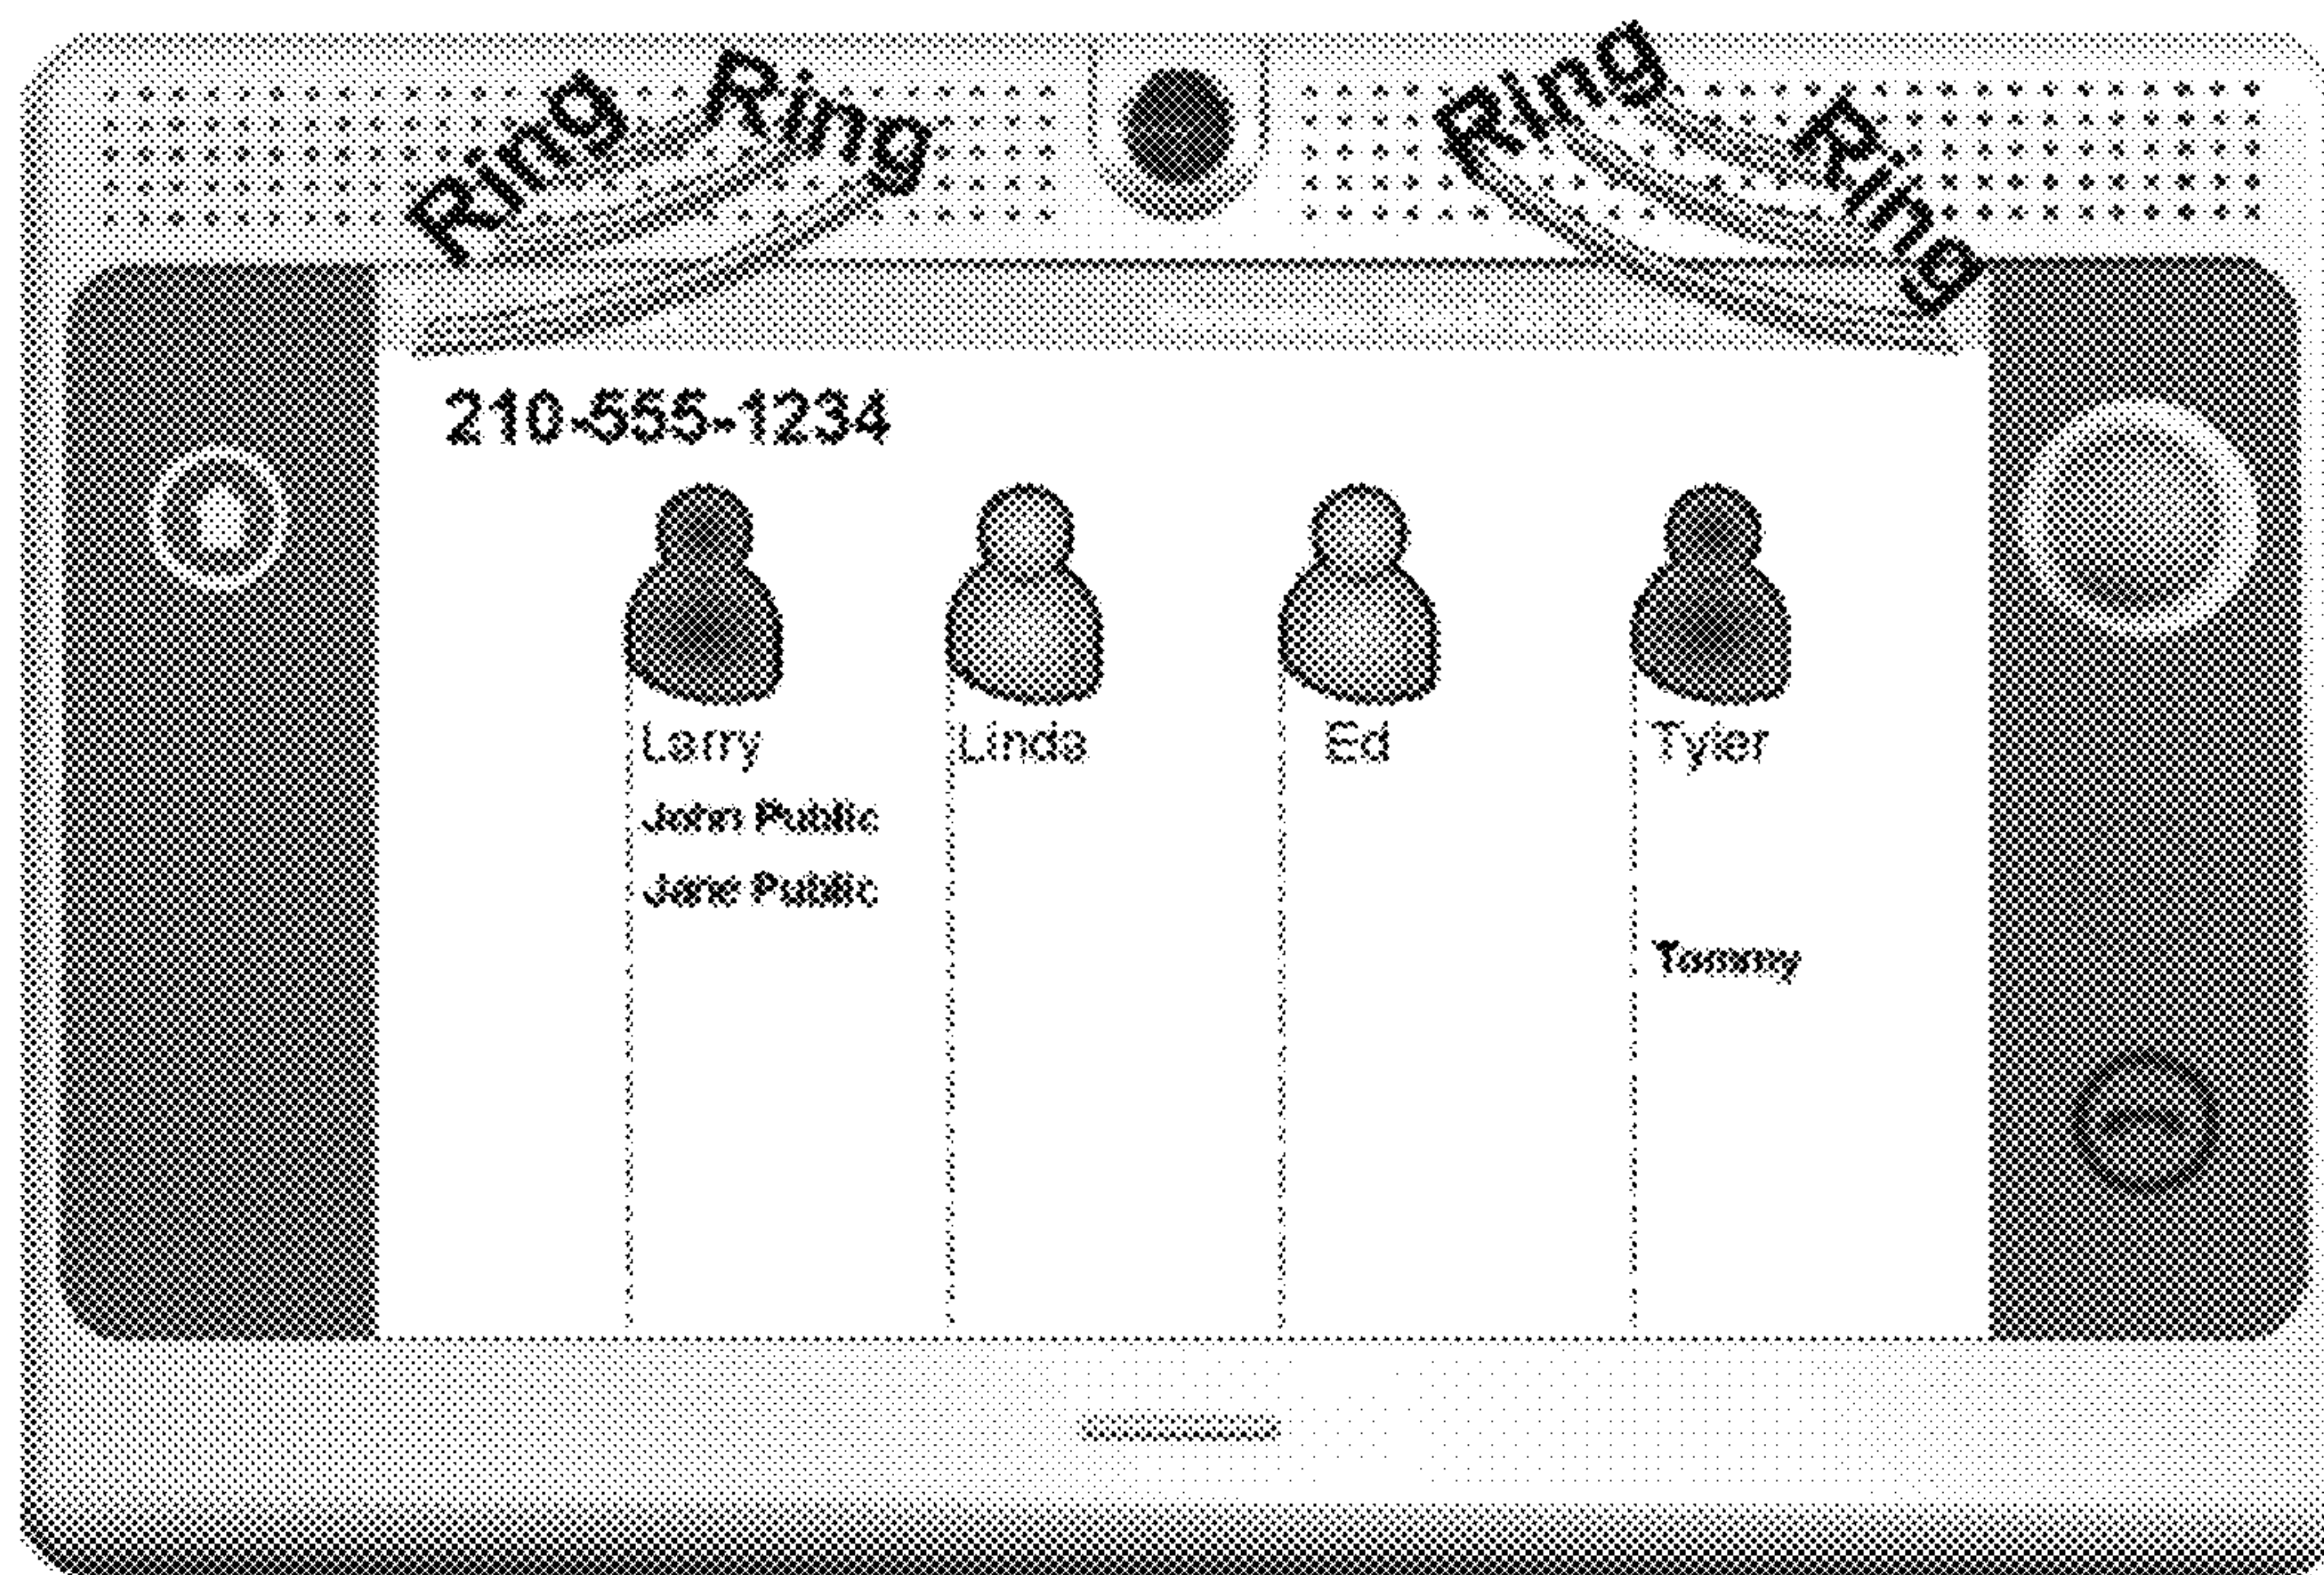 Ring Ring Ring Ring
210-555-1234
Larry Linda Ed Tyler
John Public
Jane Public
Tommy